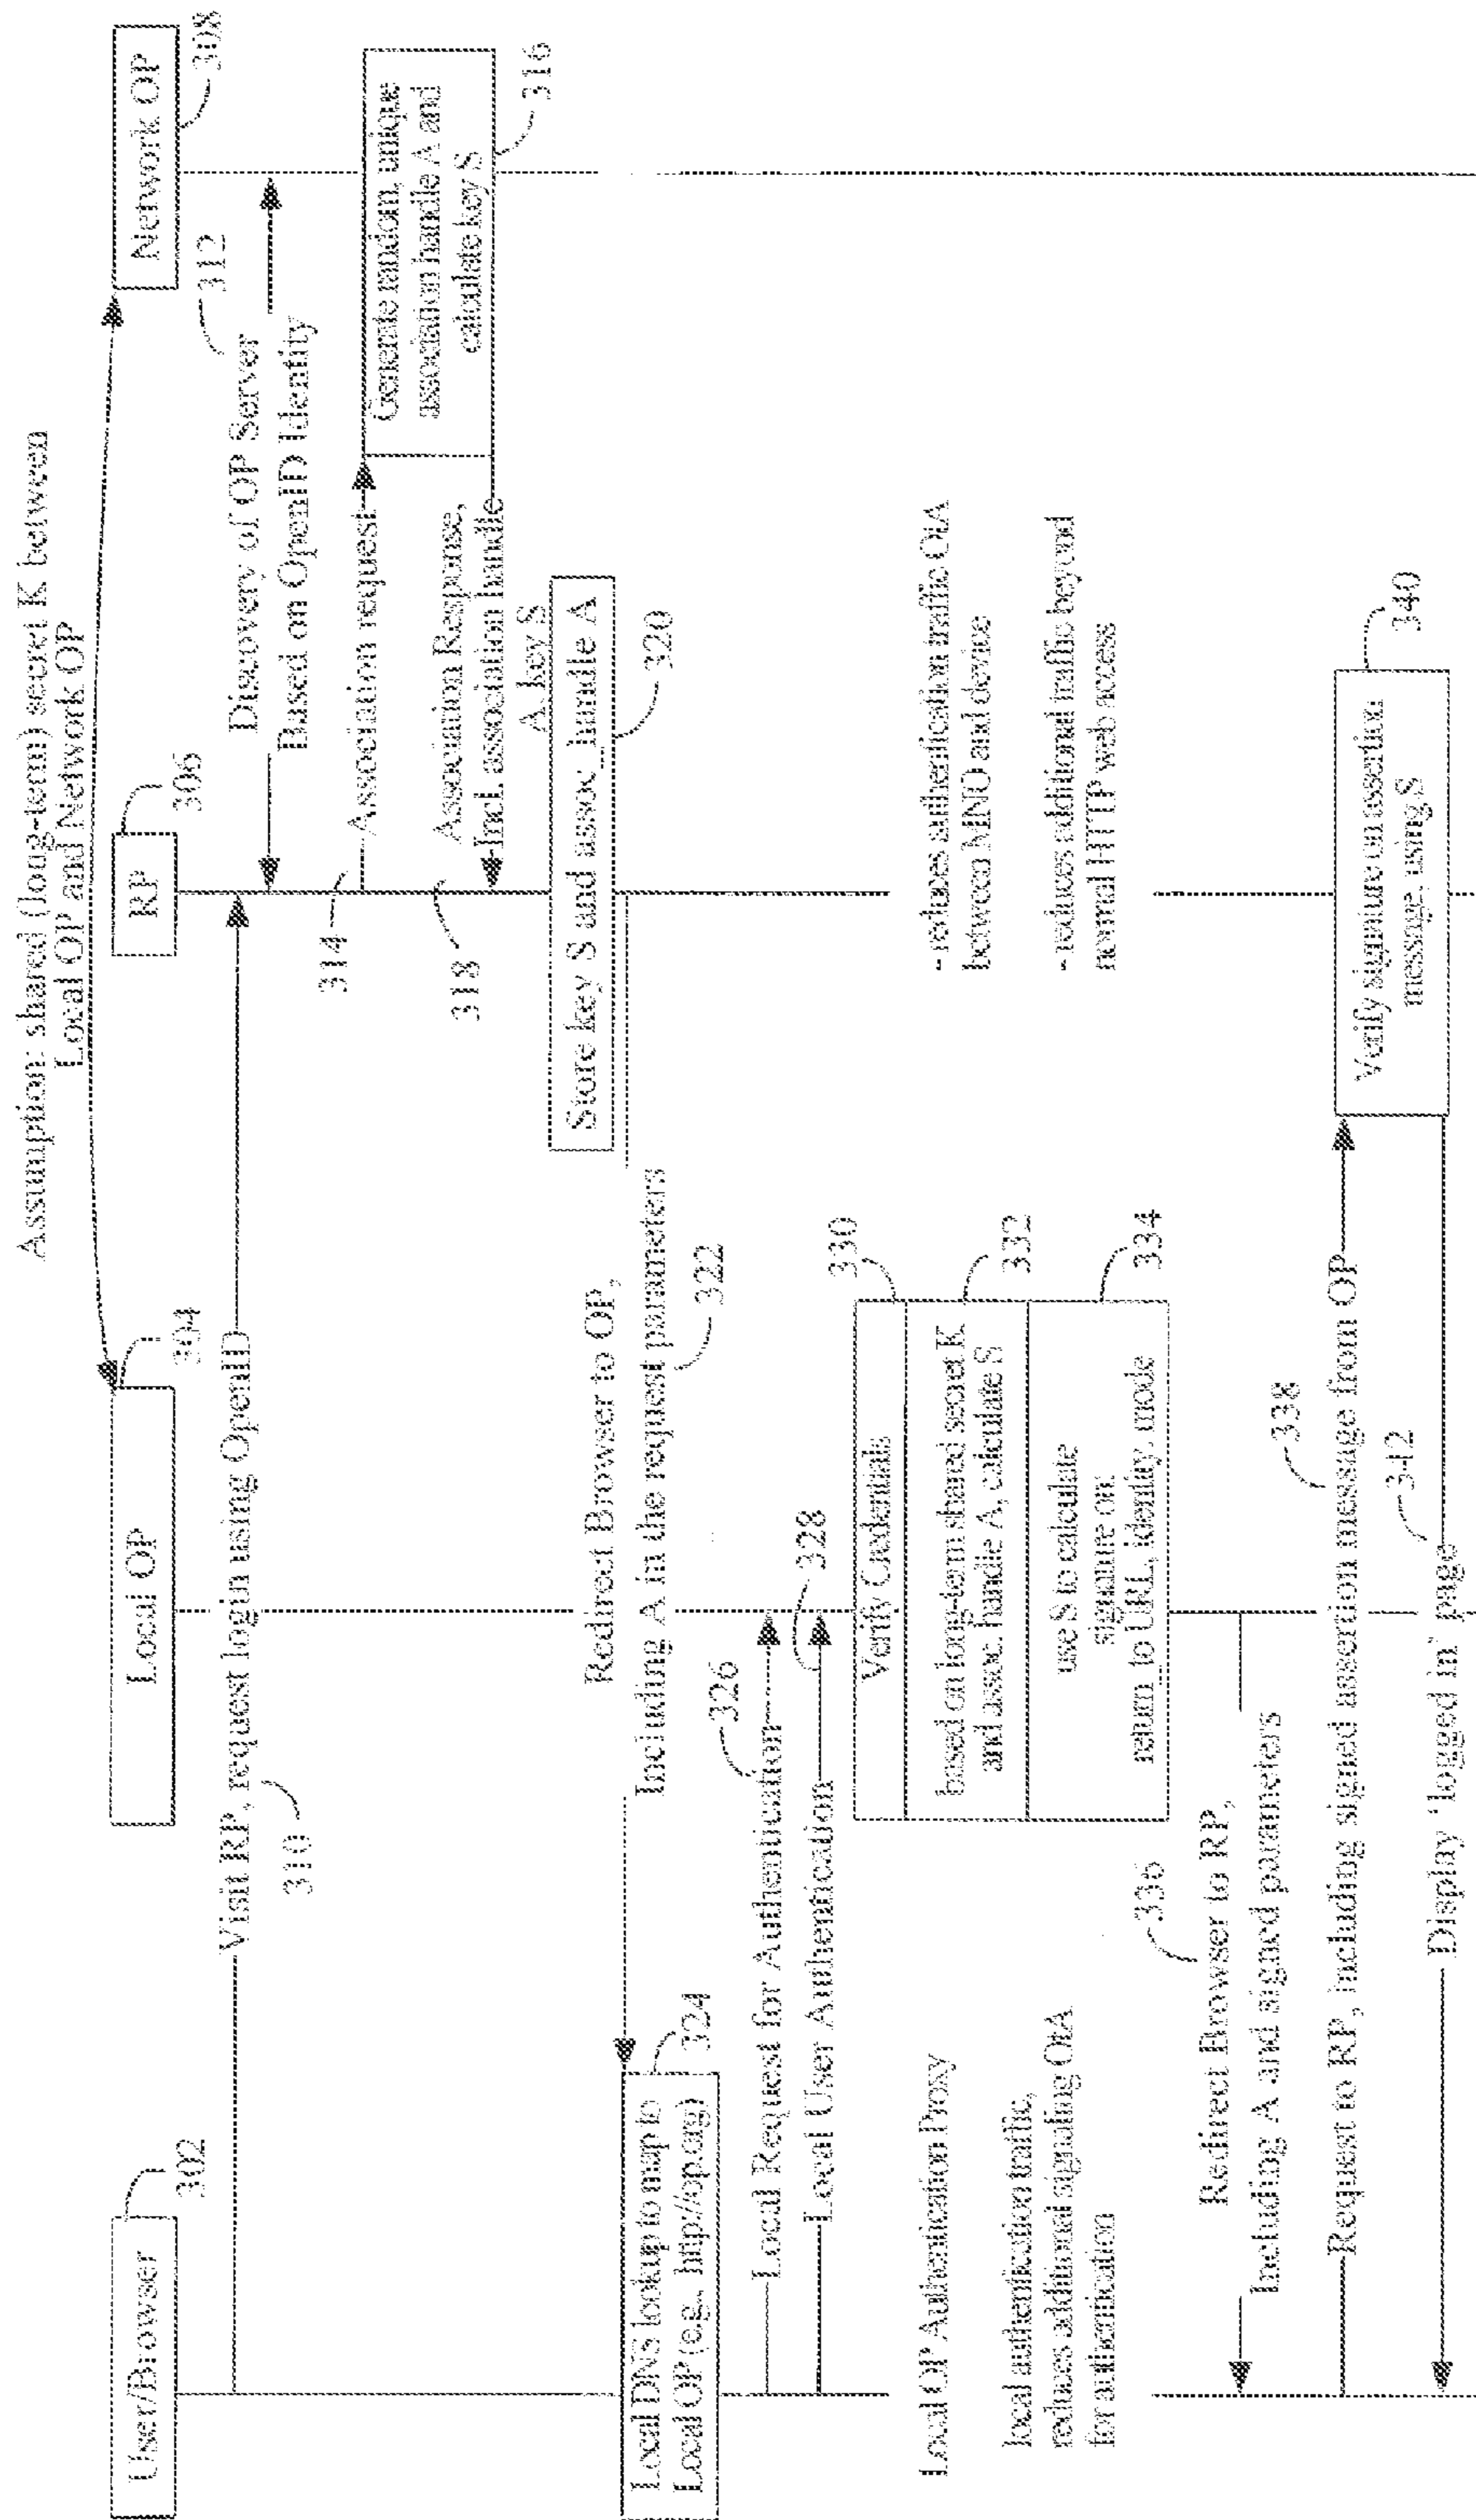 Assumption: shared (long-term) secret K between
Local OP and Network OP
User/Browser
302
Local OP
304
RP
306
Network OP
308
Visit RP, request login using OpenID
310
Discovery of OP Server
Based on OpenID Identity
312
314
Association request
Generate random, unique
association handle A and
calculate key S
316
318
Association Response,
Incl. association handle
A, key S
Store key S and assoc_handle A
320
Redirect Browser to OP,
Including A in the request parameters
322
Local DNS lookup to map to
Local OP (e.g., http://op.org)
324
Local Request for Authentication
326
Local User Authentication
328
Verify Credentials
330
based on long-term shared secret K
and assoc. handle A, calculate S
332
use S to calculate
signature on:
return_to URL, identity, mode
334
Local OP Authentication Proxy
local authentication traffic,
reduces additional signaling OtA
for authentication
- reduces authentication traffic OtA
between MNO and device
- reduces additional traffic beyond
normal HTTP web access
336
Redirect Browser to RP,
Including A and signed parameters
338
Request to RP, including signed assertion message from OP
Verify signature on assertion
message, using S
340
342
Display 'logged in' page